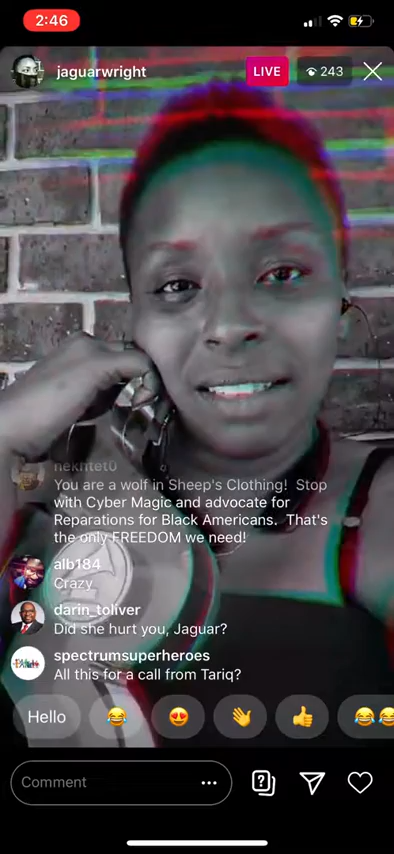 2:46
jaguarwright
LIVE
243
nekhtet0
You are a wolf in Sheep's Clothing! Stop
with Cyber Magic and advocate for
Reparations for Black Americans. That's
the only FREEDOM we need!
alb184
Crazy
darin_toliver
Did she hurt you, Jaguar?
spectrumsuperheroes
All this for a call from Tariq?
Hello
Comment